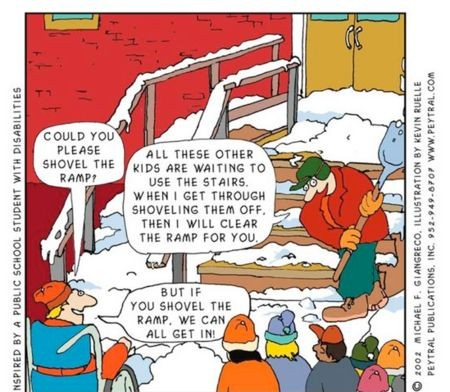 COULD YOU
PLEASE
SHOVEL THE
RAMP?
ALL THESE OTHER
KIDS ARE WAITING TO
USE THE STAIRS.
WHEN I GET THROUGH
SHOVELING THEM OFF,
THEN I WILL CLEAR
THE RAMP FOR YOU.
BUT IF
YOU SHOVEL THE
RAMP, WE CAN
ALL GET IN!
NSPIRED BY A PUBLIC SCHOOL STUDENT WITH DISABILITIES
© 2002 MICHAEL F. GIANGRECO, ILLUSTRATION BY KEVIN RUELLE
PEYTRAL PUBLICATIONS, INC. 952-949-8707 WWW.PEYTRAL.COM